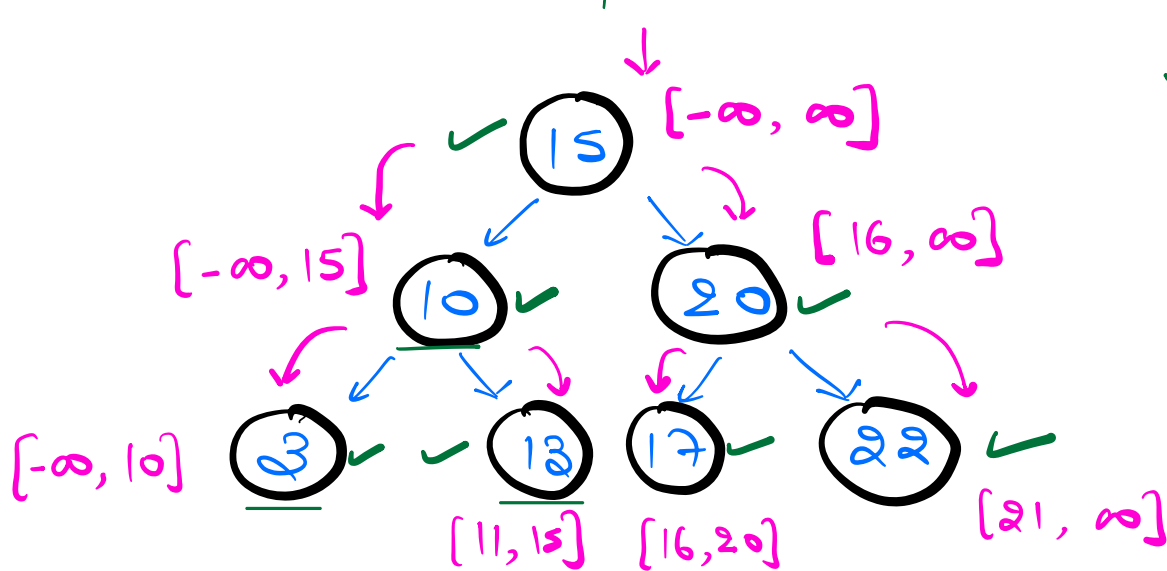 15 [-∞, ∞]
[-∞, 15] 10 20 [16, ∞]
[-∞, 10] 3 13 17 22
[11, 15] [16, 20] [21, ∞]